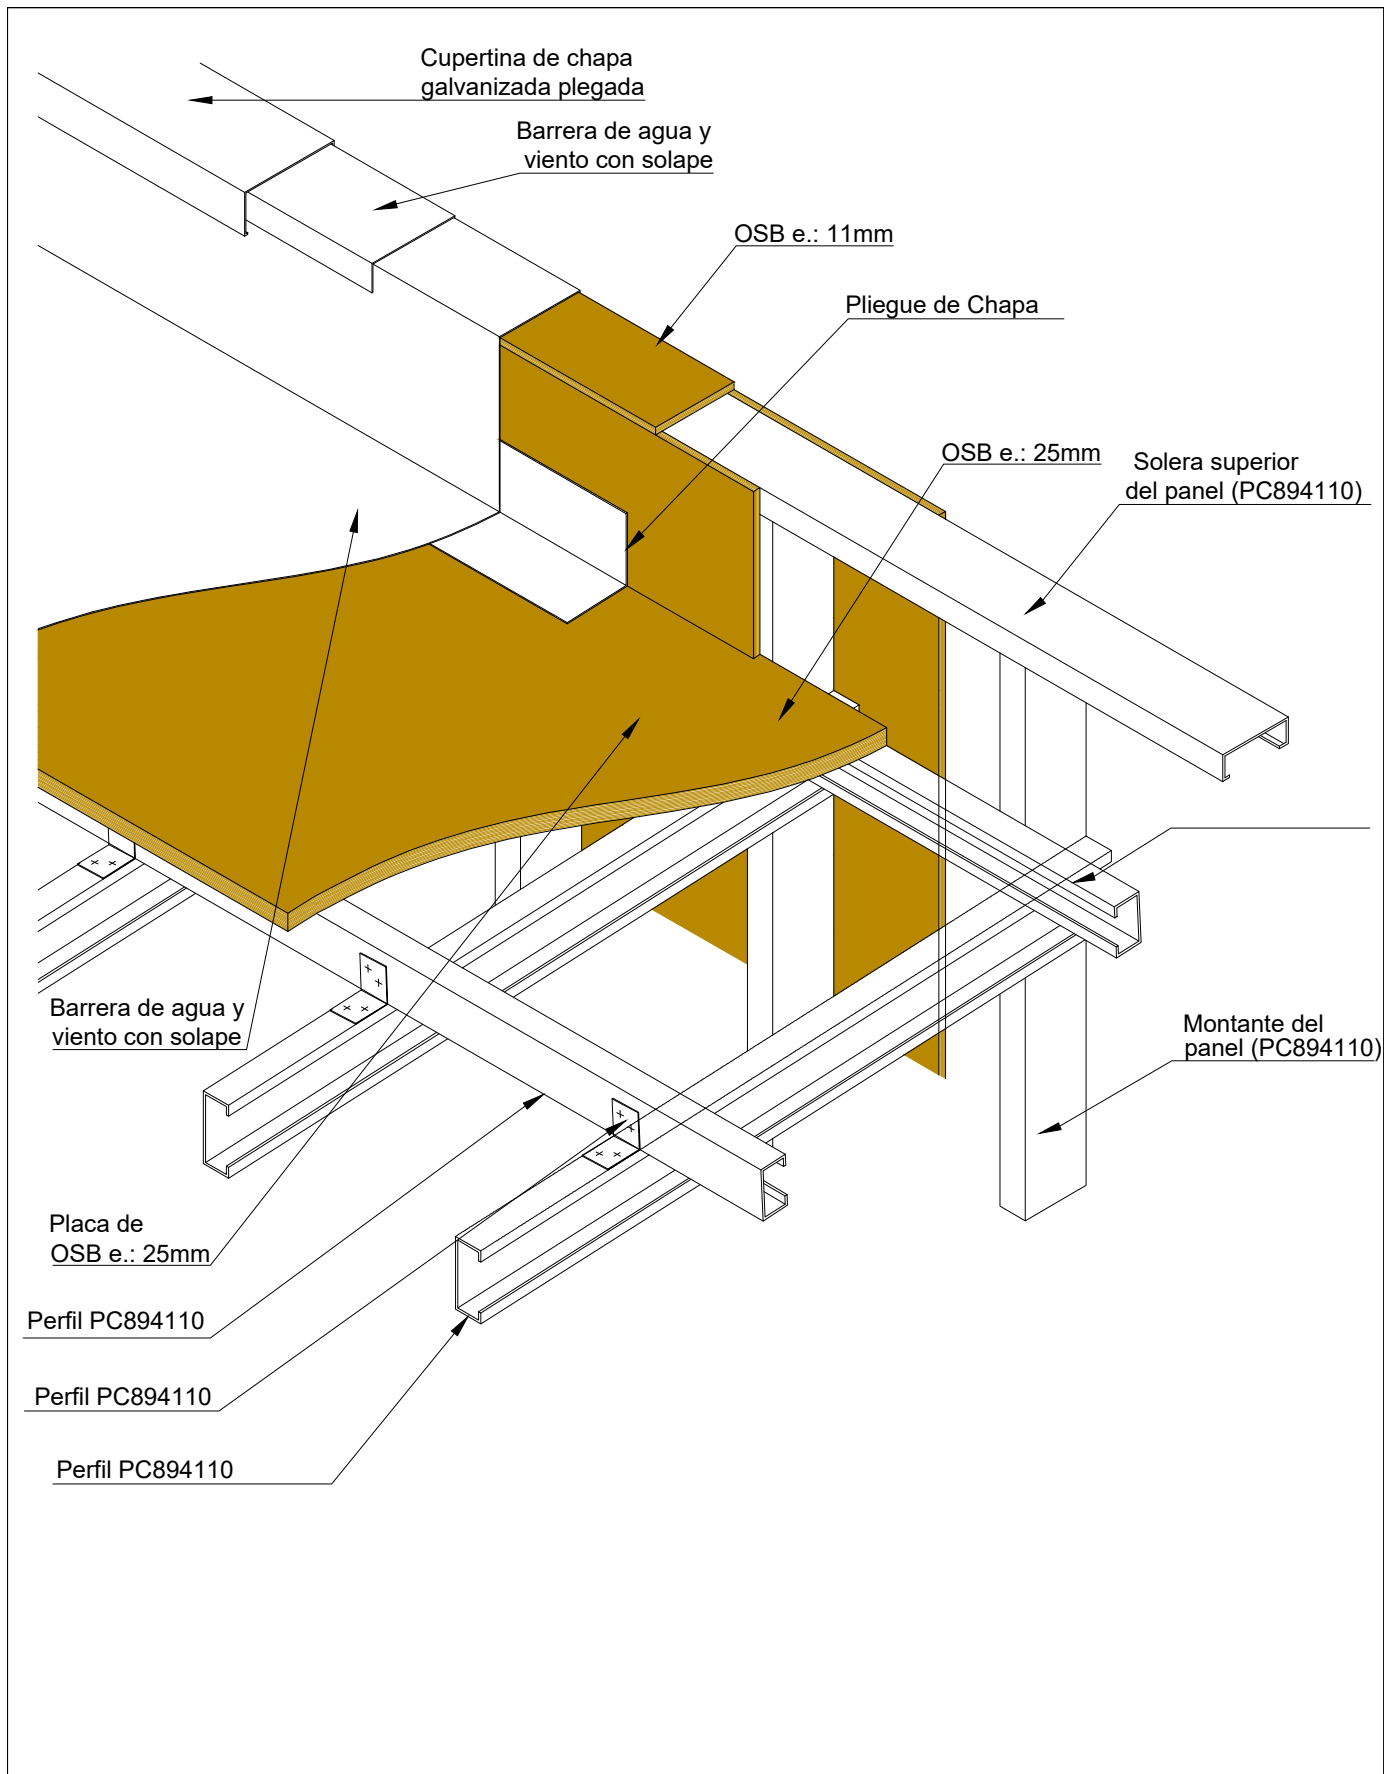 Cupertina de chapa
galvanizada plegada
Barrera de agua y
viento con solape
OSB e.: 11mm
Pliegue de Chapa
OSB e.: 25mm
Solera superior
del panel (PC894110)
Barrera de agua y
viento con solape
Montante del
panel (PC894110)
Placa de
OSB e.: 25mm
Perfil PC894110
Perfil PC894110
Perfil PC894110